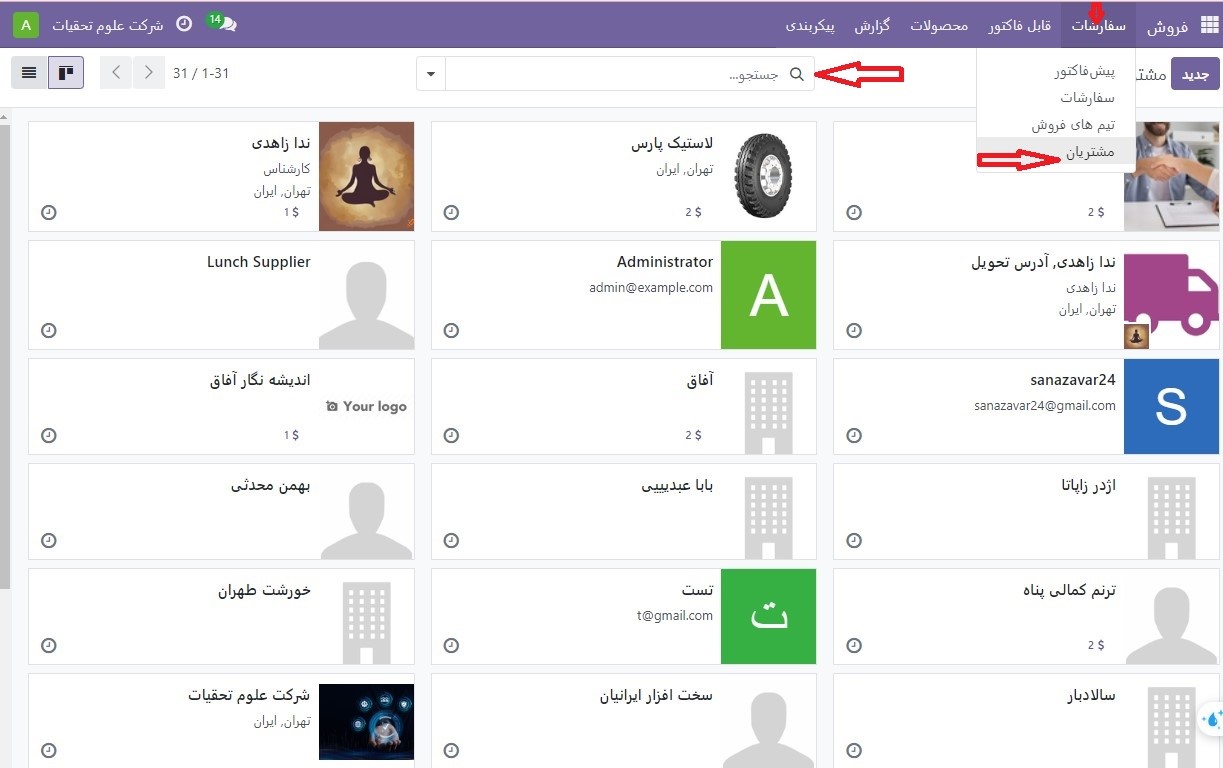 فروش
سفارشات
قابل فاکتور
محصولات
گزارش
پیکربندی
14
شرکت علوم تحقیات
A
جدید
جستجو...
31 / 1-31
پیش‌فاکتور
سفارشات
تیم های فروش
مشتریان
2 $
لاستیک پارس
تهران, ایران
2 $
ندا زاهدی
کارشناس
تهران, ایران
1 $
ندا زاهدی, آدرس تحویل
ندا زاهدی
تهران, ایران
Administrator
admin@example.com
A
Lunch Supplier
sanazavar24
sanazavar24@gmail.com
S
آفاق
2 $
اندیشه نگار آفاق
Your logo
1 $
اژدر زاپاتا
بابا عبدیییی
بهمن محدثی
ترنم کمالی پناه
2 $
تست
t@gmail.com
ت
خورشت طهران
سالادبار
سخت افزار ایرانیان
شرکت علوم تحقیات
تهران, ایران